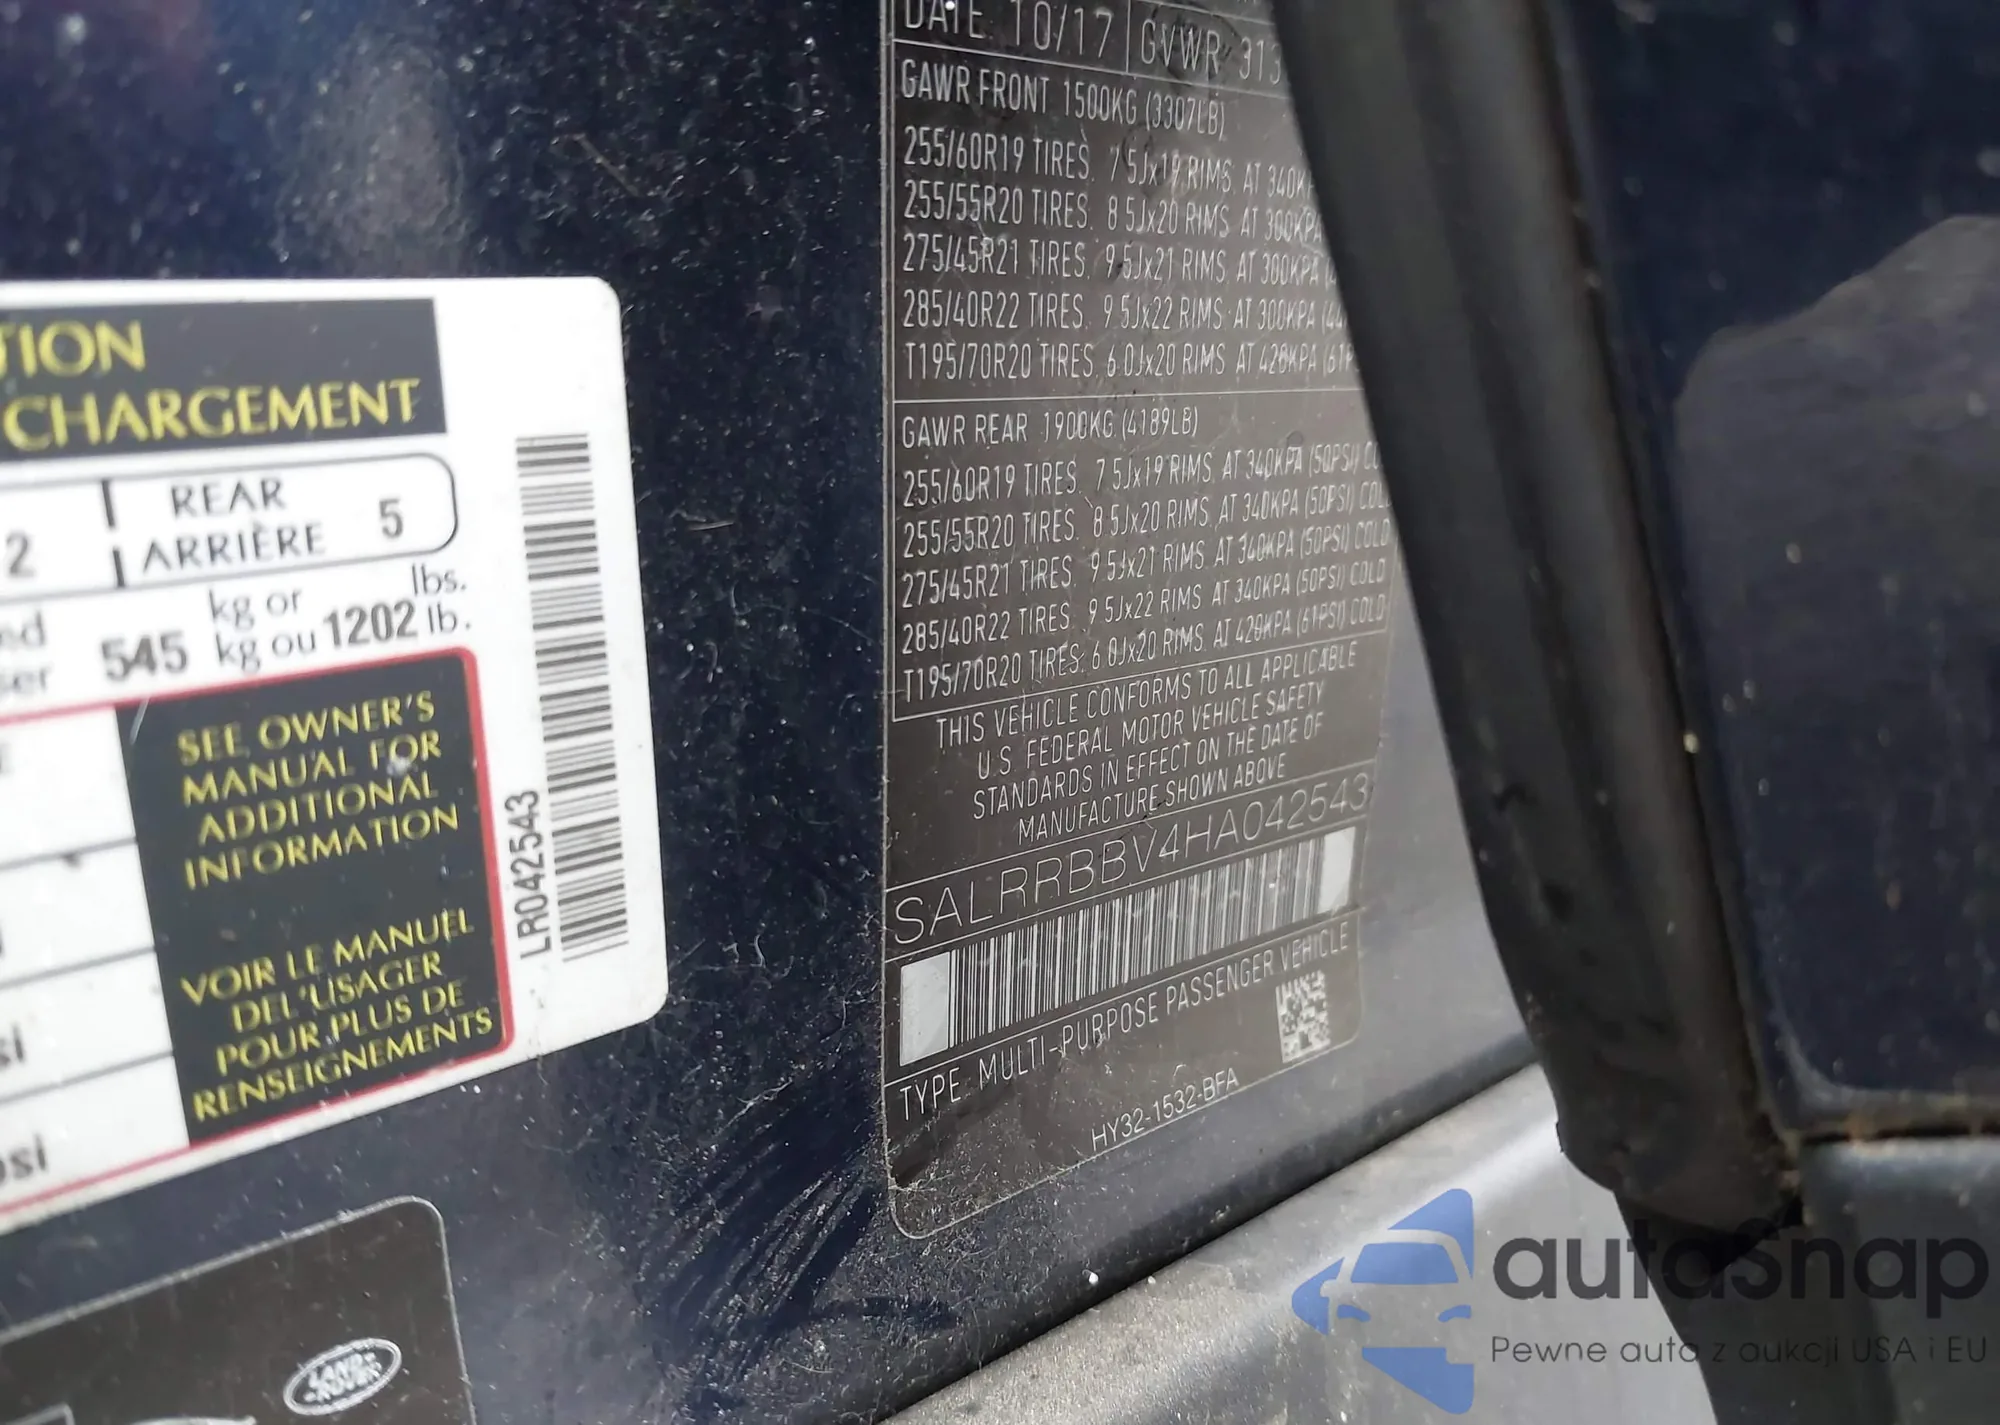 TION
CHARGEMENT
2 REAR 5
ARRIÈRE
kg or lbs.
545 kg ou 1202 lb.
SEE OWNER'S
MANUAL FOR
ADDITIONAL
INFORMATION
VOIR LE MANUEL
DEL'USAGER
POUR PLUS DE
RENSEIGNEMENTS
LR042543
LAND
ROVER
DATE 10/17 GVWR 313
GAWR FRONT 1500KG (3307LB)
255/60R19 TIRES. 7 5Jx19 RIMS. AT 340KP
255/55R20 TIRES. 8 5Jx20 RIMS AT 300KPA
275/45R21 TIRES. 9 5Jx21 RIMS AT 300KPA
285/40R22 TIRES. 9 5Jx22 RIMS AT 300KPA
T195/70R20 TIRES. 6 0Jx20 RIMS AT 420KPA (61P
GAWR REAR 1900KG (4189LB)
255/60R19 TIRES. 7 5Jx19 RIMS AT 340KPA (50PSI) CO
255/55R20 TIRES. 8 5Jx20 RIMS AT 340KPA (50PSI) COL
275/45R21 TIRES. 9 5Jx21 RIMS AT 340KPA (50PSI) COLD
285/40R22 TIRES. 9 5Jx22 RIMS AT 340KPA (50PSI) COLD
T195/70R20 TIRES. 6 0Jx20 RIMS AT 420KPA (61PSI) COLD
THIS VEHICLE CONFORMS TO ALL APPLICABLE
U.S FEDERAL MOTOR VEHICLE SAFETY
STANDARDS IN EFFECT ON THE DATE OF
MANUFACTURE SHOWN ABOVE
SALRRBBV4HA042543
TYPE. MULTI-PURPOSE PASSENGER VEHICLE
HY32-1532-BFA
autaSnap
Pewne auta z aukcji USA i EU